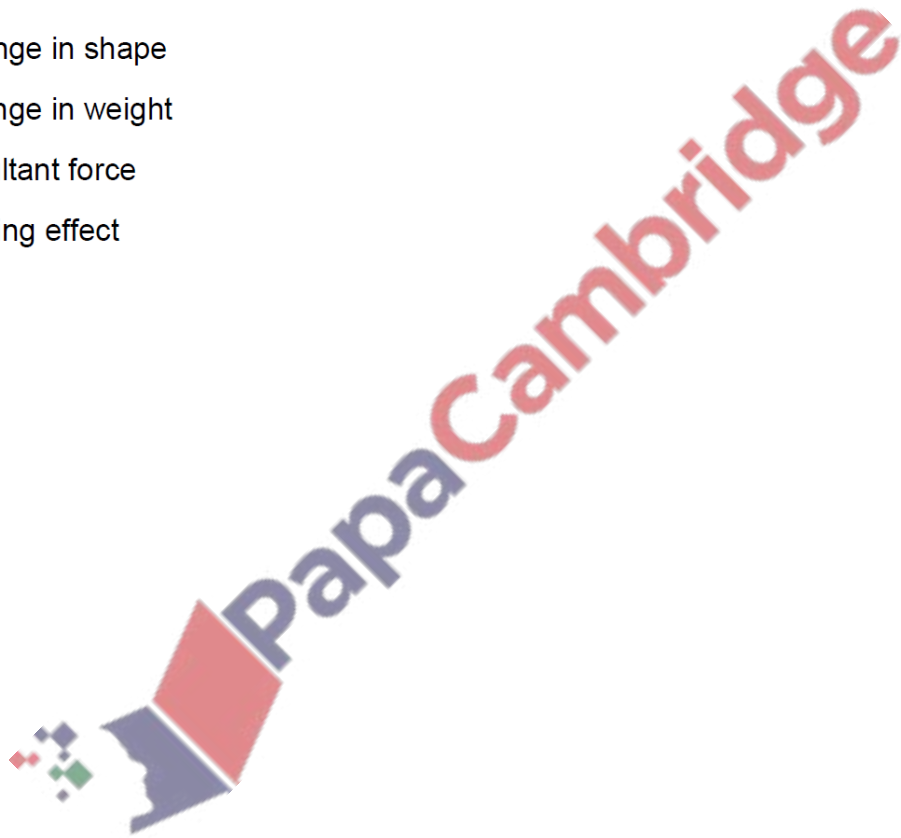 nge in shape
nge in weight
ltant force
ng effect
PapaCambridge